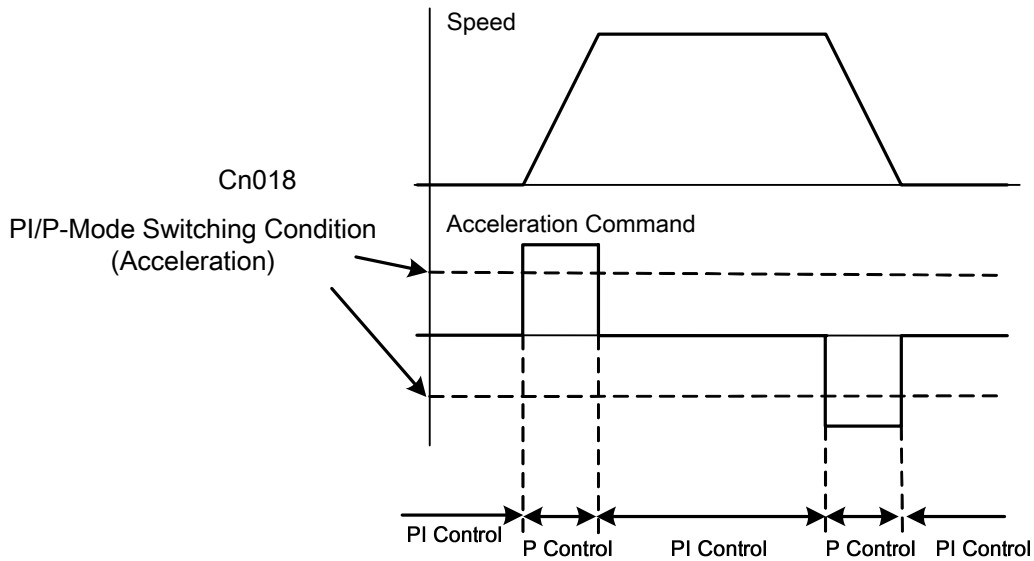 Speed
Cn018
PI/P-Mode Switching Condition
(Acceleration)
Acceleration Command
PI Control
P Control
PI Control
P Control
PI Control